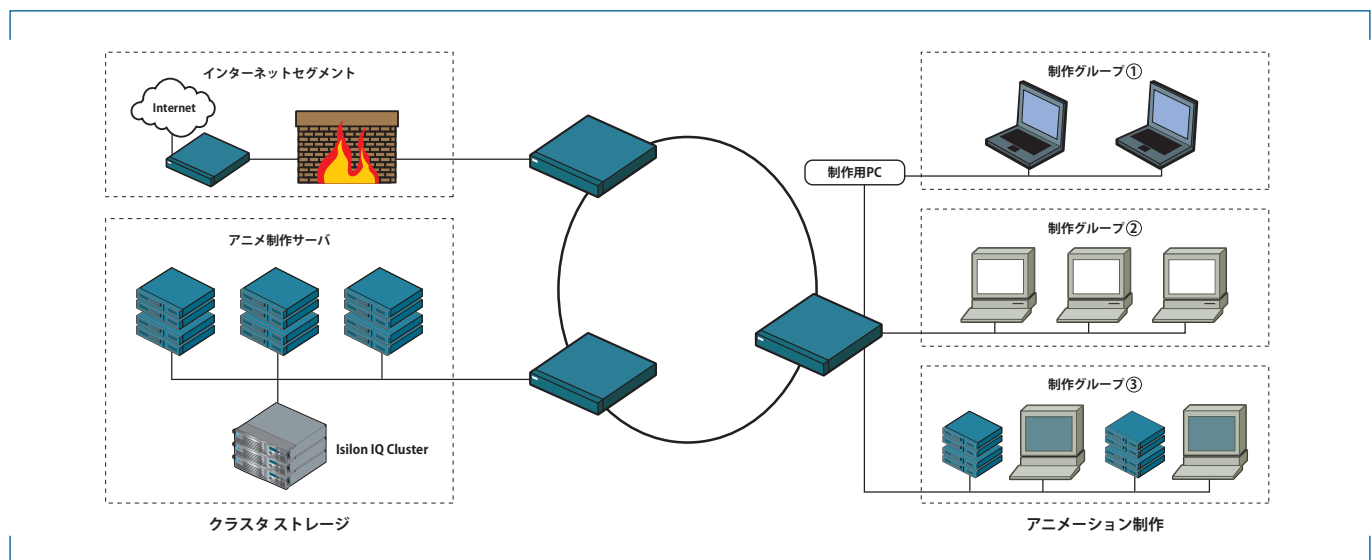 インターネットセグメント
Internet
アニメ制作サーバ
Isilon IQ Cluster
クラスタ ストレージ
制作用PC
制作グループ①
制作グループ②
制作グループ③
アニメーション制作